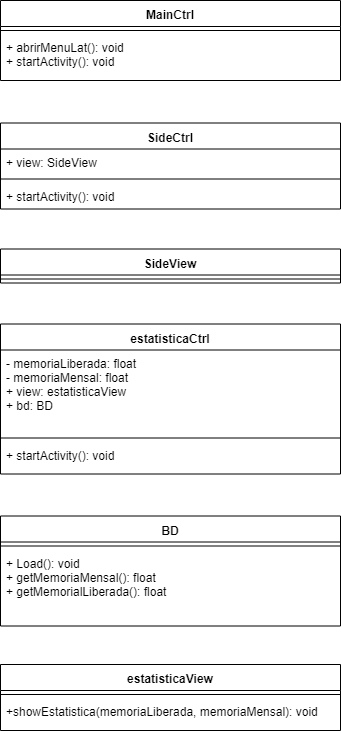 MainCtrl
+ abrirMenuLat(): void
+ startActivity(): void
SideCtrl
+ view: SideView
+ startActivity(): void
SideView
estatisticaCtrl
- memoriaLiberada: float
- memoriaMensal: float
+ view: estatisticaView
+ bd: BD
+ startActivity(): void
BD
+ Load(): void
+ getMemoriaMensal(): float
+ getMemorialLiberada(): float
estatisticaView
+showEstatistica(memoriaLiberada, memoriaMensal): void